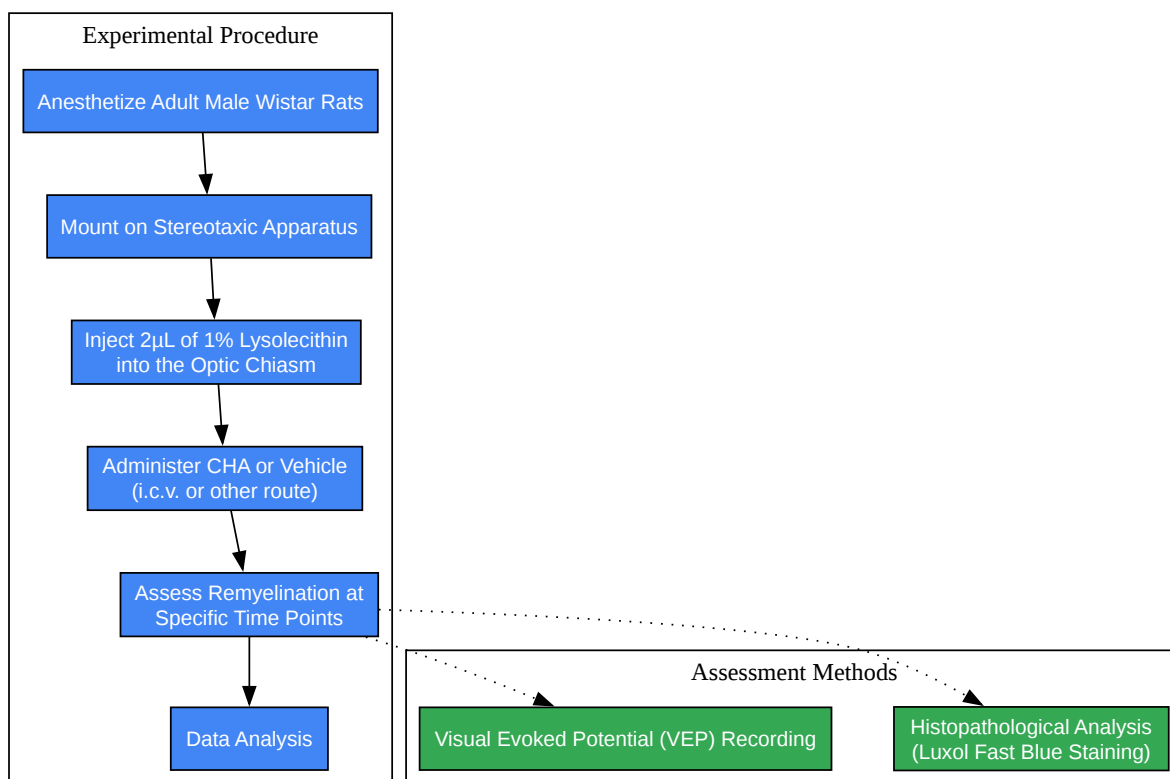 Experimental Procedure
Anesthetize Adult Male Wistar Rats
Mount on Stereotaxic Apparatus
Inject 2µL of 1% Lysolecithin
into the Optic Chiasm
Administer CHA or Vehicle
(i.c.v. or other route)
Assess Remyelination at
Specific Time Points
Data Analysis
Assessment Methods
Visual Evoked Potential (VEP) Recording
Histopathological Analysis
(Luxol Fast Blue Staining)